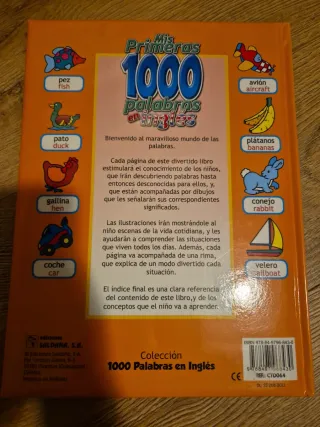 Mis
Primeras
1000
palabras
en inglés
pez
fish
avión
aircraft
pato
duck
plátanos
bananas
gallina
hen
conejo
rabbit
coche
car
velero
sailboat
Bienvenido al maravilloso mundo de las
palabras.
Cada página de este divertido libro
estimulará el conocimiento de los niños,
que irán descubriendo palabras hasta
entonces desconocidas para ellos, y,
que están acompañadas por dibujos
que les señalarán sus correspondientes
significados.
Las ilustraciones irán mostrándole al
niño escenas de la vida cotidiana, y les
ayudarán a comprender las situaciones
que viven todos los días. Además, cada
página va acompañada de una rima,
que explica de un modo divertido cada
situación.
El índice final es una clara referencia
del contenido de este libro,y de los
conceptos que el niño va a aprender.
Colección
1000 Palabras en Inglés
REF.: C70064